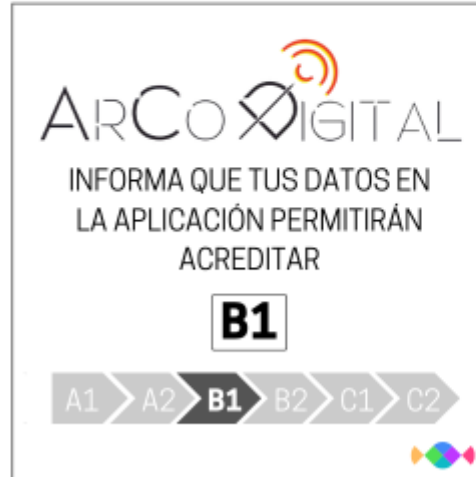 ARCO DIGITAL
INFORMA QUE TUS DATOS EN
LA APLICACIÓN PERMITIRÁN
ACREDITAR
B1
A1 A2 B1 B2 C1 C2